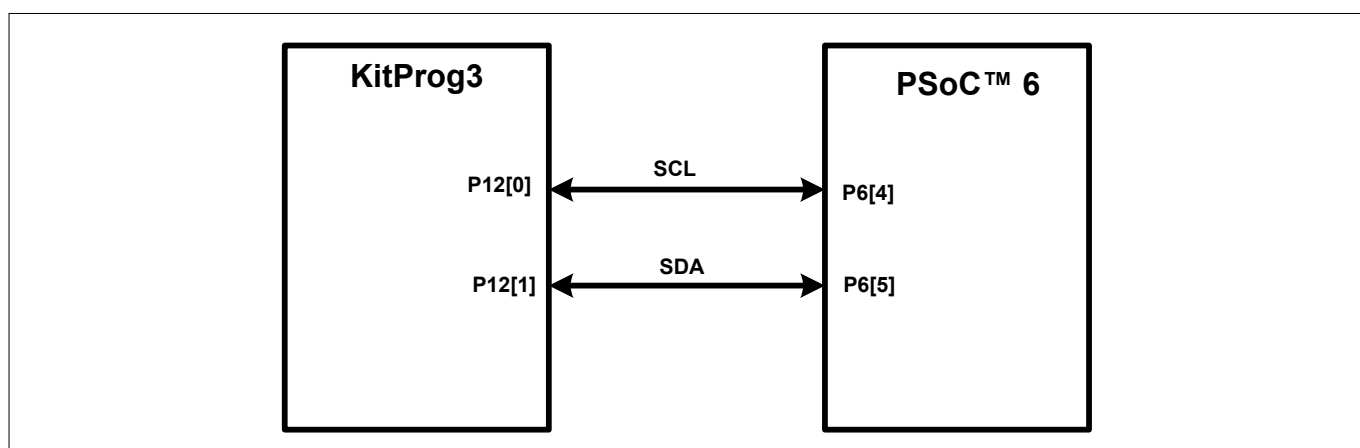 KitProg3
PSoC™ 6
P12[0]
SCL
P6[4]
P12[1]
SDA
P6[5]